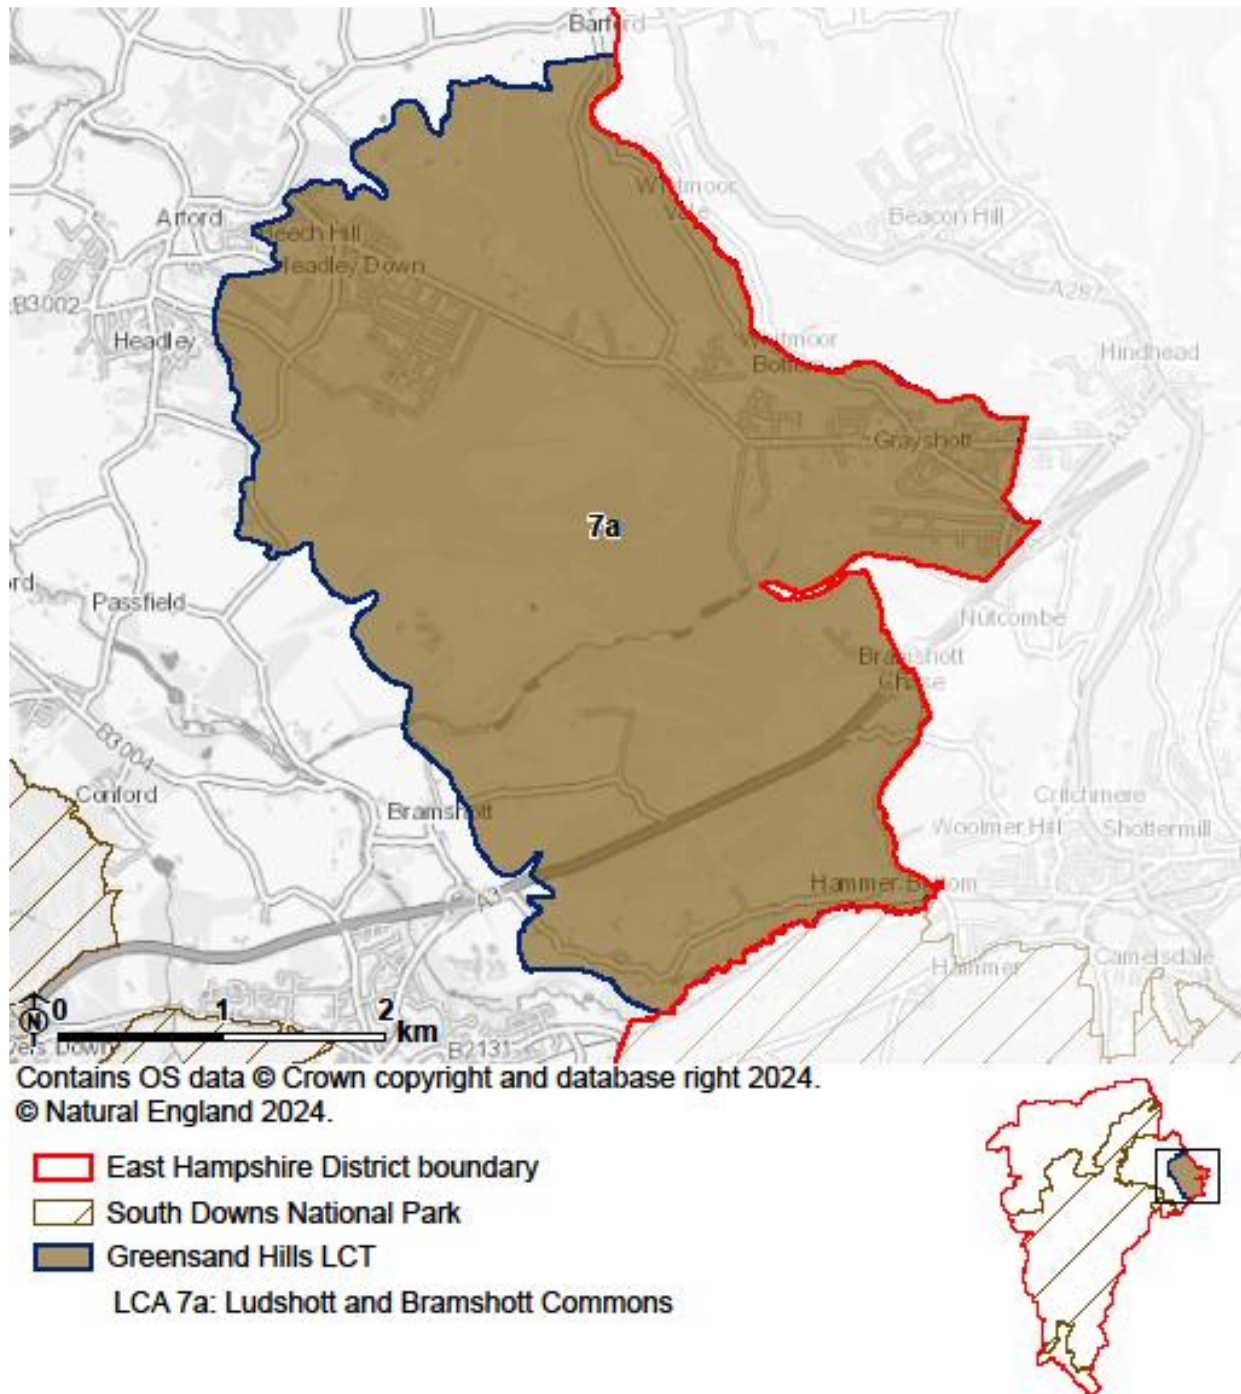 Barford
Whitmoor
Vale
Beacon Hill
Arford
Beech Hill
Headley Down
A287
B3002
Headley
Whitmoor
Bottom
Hindhead
Grayshott
7a
Passfield
Nutcombe
Bramshott
Chase
B3004
Conford
Bramshott
Critchmere
Woolmer Hill
Shottermill
Hammer Bottom
A3
Hammer
Camelsdale
N
0 1 2
km
B2131
Contains OS data © Crown copyright and database right 2024.
© Natural England 2024.
East Hampshire District boundary
South Downs National Park
Greensand Hills LCT
LCA 7a: Ludshott and Bramshott Commons